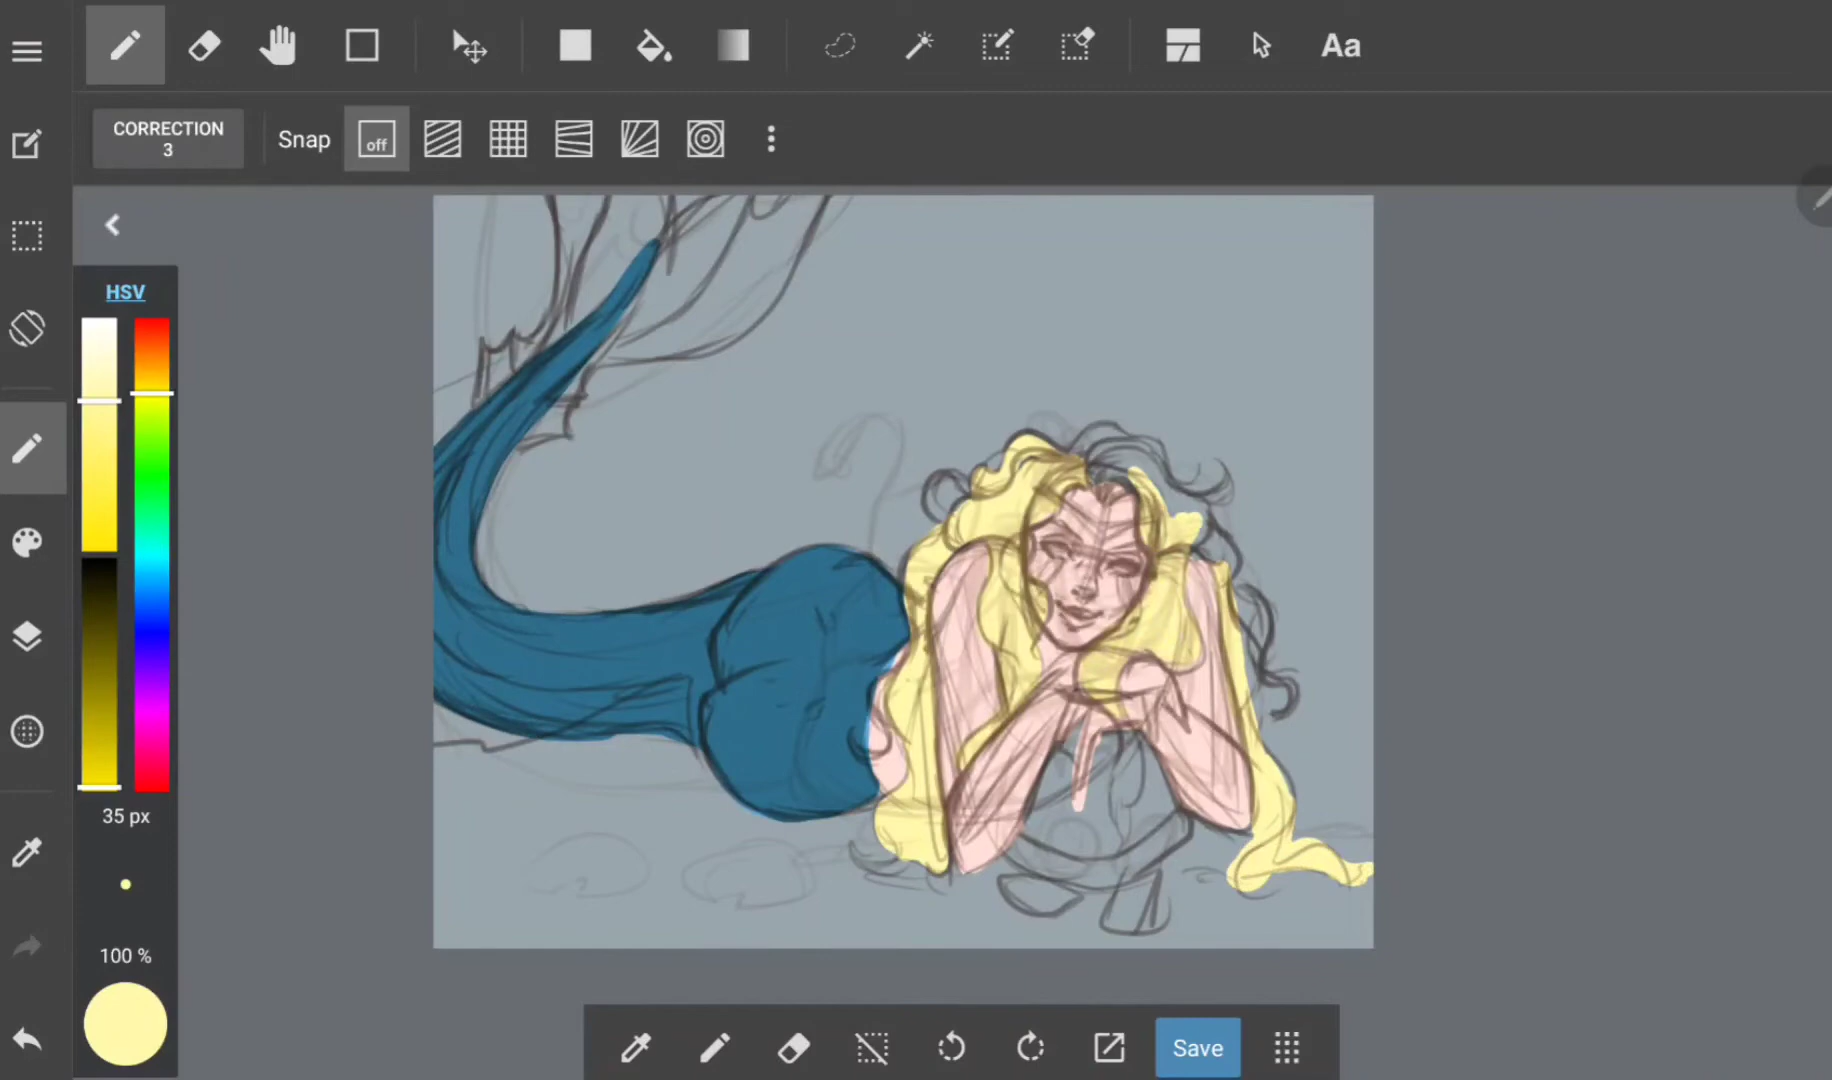 Aa
CORRECTION
3
Snap
off
HSV
35 px
100 %
Save